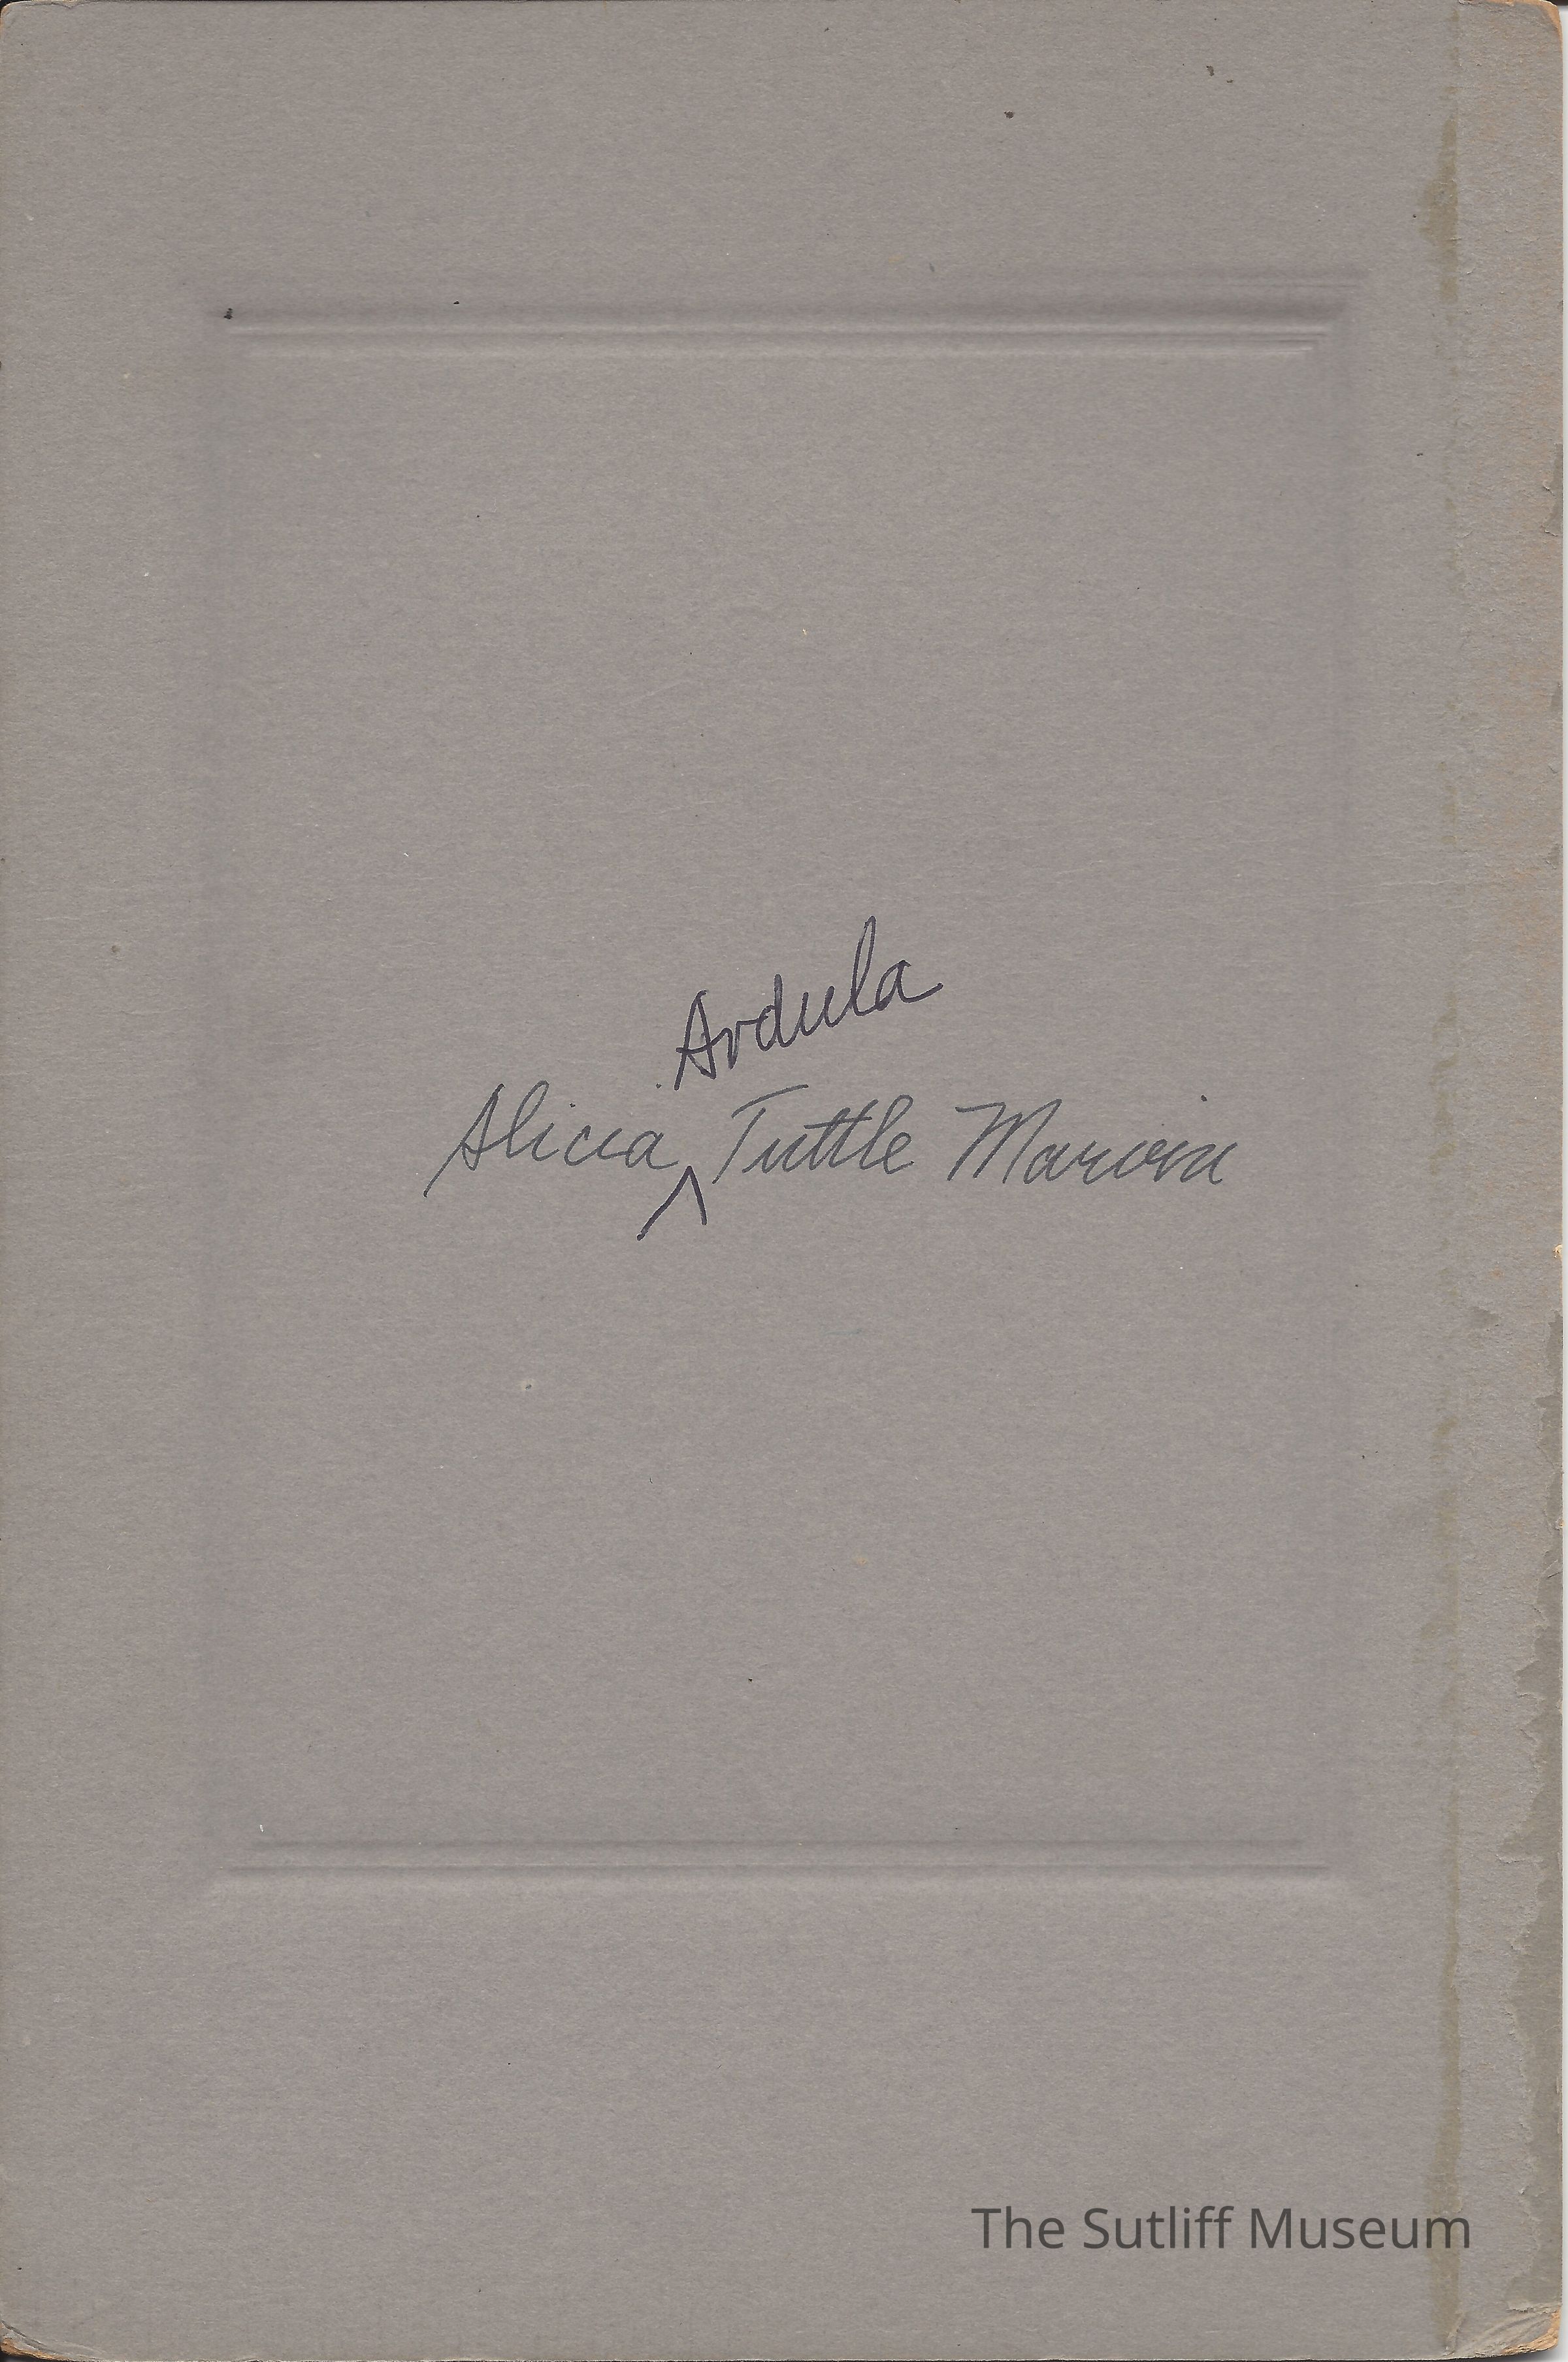 Ardula
Alicia ^ Tuttle Marvin
The Sutliff Museum